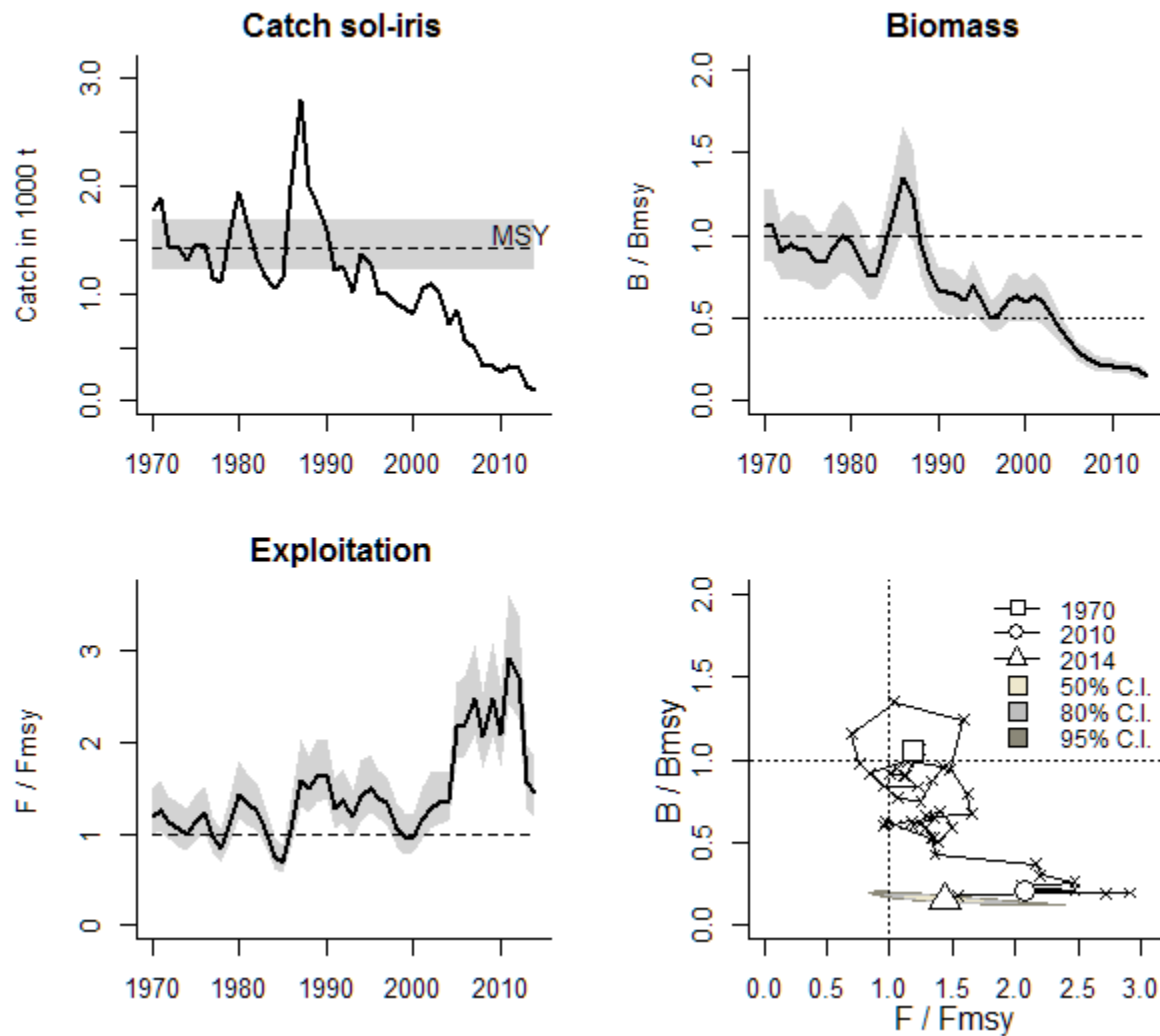 Catch sol-iris
Catch in 1000 t
3.0
2.0
1.0
0.0
MSY
1970 1980 1990 2000 2010
Biomass
B / Bmsy
2.0
1.5
1.0
0.5
0.0
1970 1980 1990 2000 2010
Exploitation
F / Fmsy
3
2
1
0
1970 1980 1990 2000 2010
B / Bmsy
2.0
1.5
1.0
0.5
0.0
1970
2010
2014
50% C.I.
80% C.I.
95% C.I.
0.0 0.5 1.0 1.5 2.0 2.5 3.0
F / Fmsy